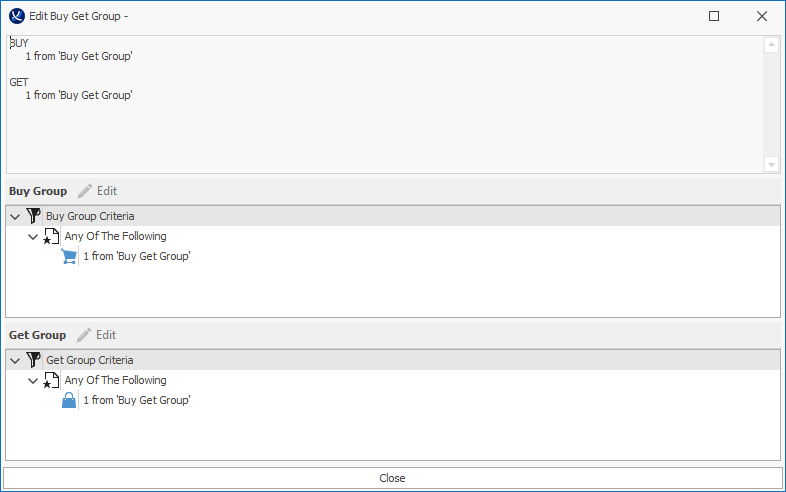 Edit Buy Get Group -
BUY
1 from 'Buy Get Group'
GET
1 from 'Buy Get Group'
Buy Group Edit
Buy Group Criteria
Any Of The Following
1 from 'Buy Get Group'
Get Group Edit
Get Group Criteria
Any Of The Following
1 from 'Buy Get Group'
Close